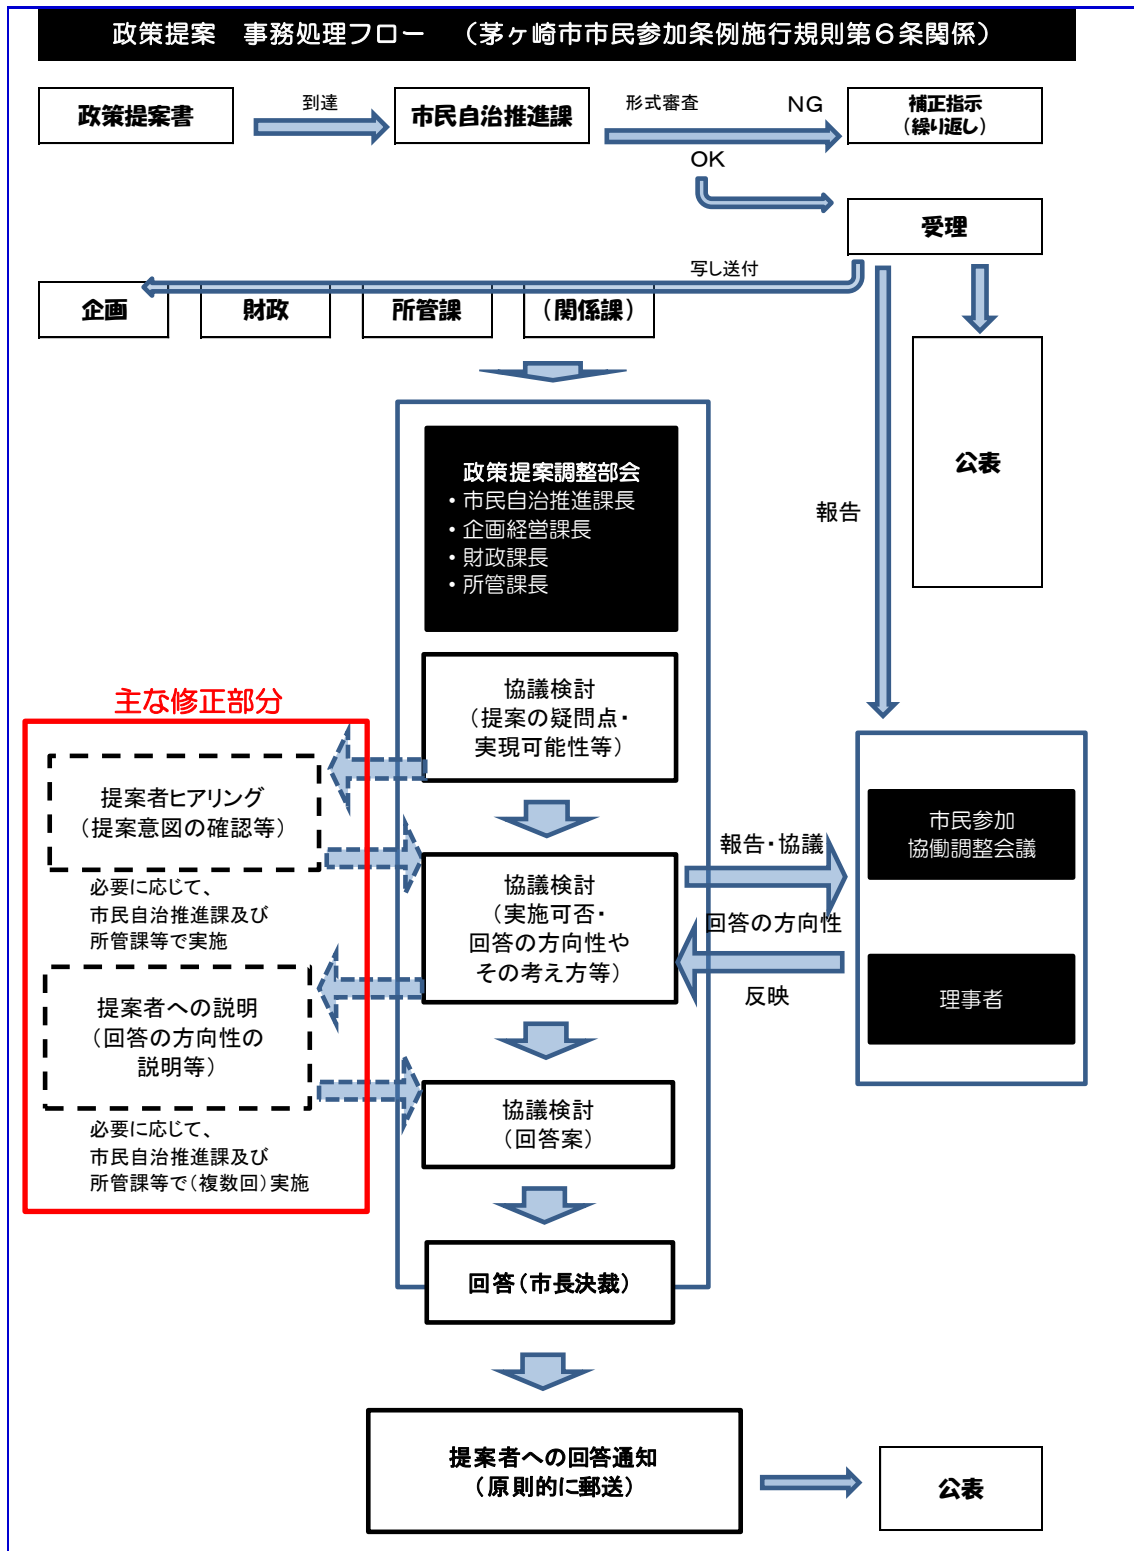 政策提案　事務処理フロー　（茅ヶ崎市市民参加条例施行規則第６条関係）
政策提案書
到達
市民自治推進課
形式審査
ＮＧ
補正指示
（繰り返し）
ＯＫ
受理
写し送付
企画
財政
所管課
（関係課）
公表
報告
政策提案調整部会
・市民自治推進課長
・企画経営課長
・財政課長
・所管課長
主な修正部分
協議検討
（提案の疑問点・
実現可能性等）
提案者ヒアリング
（提案意図の確認等）
必要に応じて、
市民自治推進課及び
所管課等で実施
協議検討
（実施可否・
回答の方向性や
その考え方等）
報告・協議
回答の方向性
反映
市民参加
協働調整会議
理事者
提案者への説明
（回答の方向性の
説明等）
必要に応じて、
市民自治推進課及び
所管課等で（複数回）実施
協議検討
（回答案）
回答（市長決裁）
提案者への回答通知
（原則的に郵送）
公表